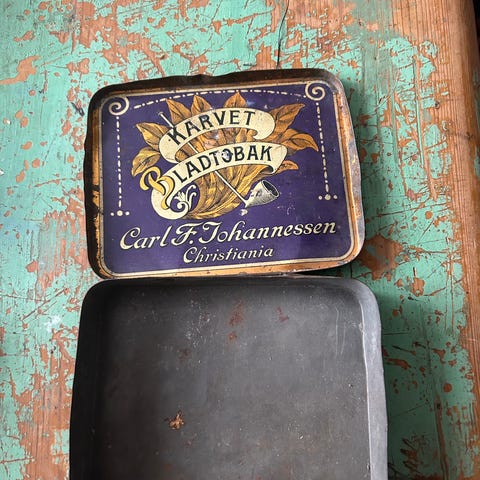 KARVET
BLADTOBAK
Carl F. Johannessen
Christiania